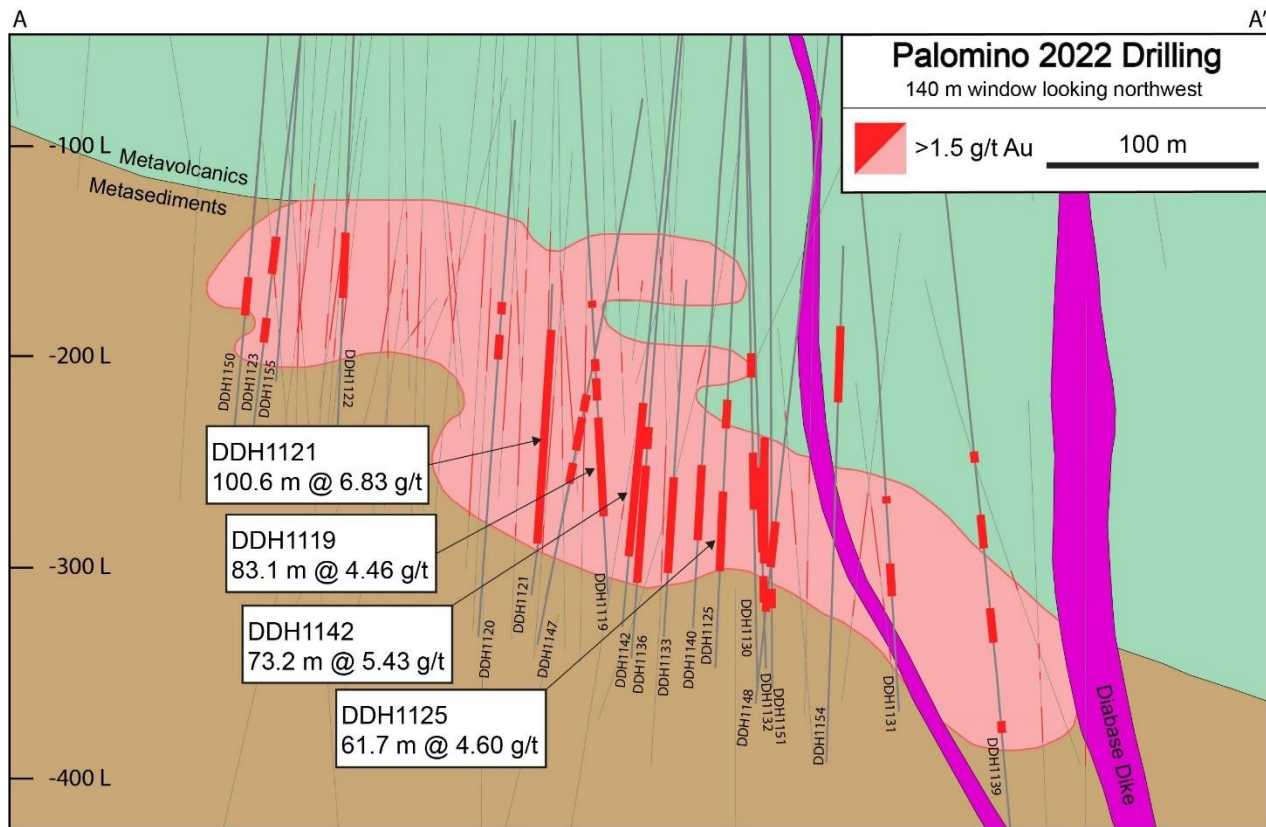 A
A'
Palomino 2022 Drilling
140 m window looking northwest
>1.5 g/t Au
100 m
-100 L
Metavolcanics
Metasediments
-200 L
DDH1150
DDH1123
DDH1155
DDH1122
DDH1121
100.6 m @ 6.83 g/t
DDH1119
83.1 m @ 4.46 g/t
-300 L
DDH1142
73.2 m @ 5.43 g/t
DDH1125
61.7 m @ 4.60 g/t
DDH1120
DDH1121
DDH1147
DDH1119
DDH1142
DDH1136
DDH1133
DDH1140
DDH1125
DDH1130
DDH1148
DDH1132
DDH1151
DDH1154
DDH1131
DDH1139
Diabase Dike
-400 L